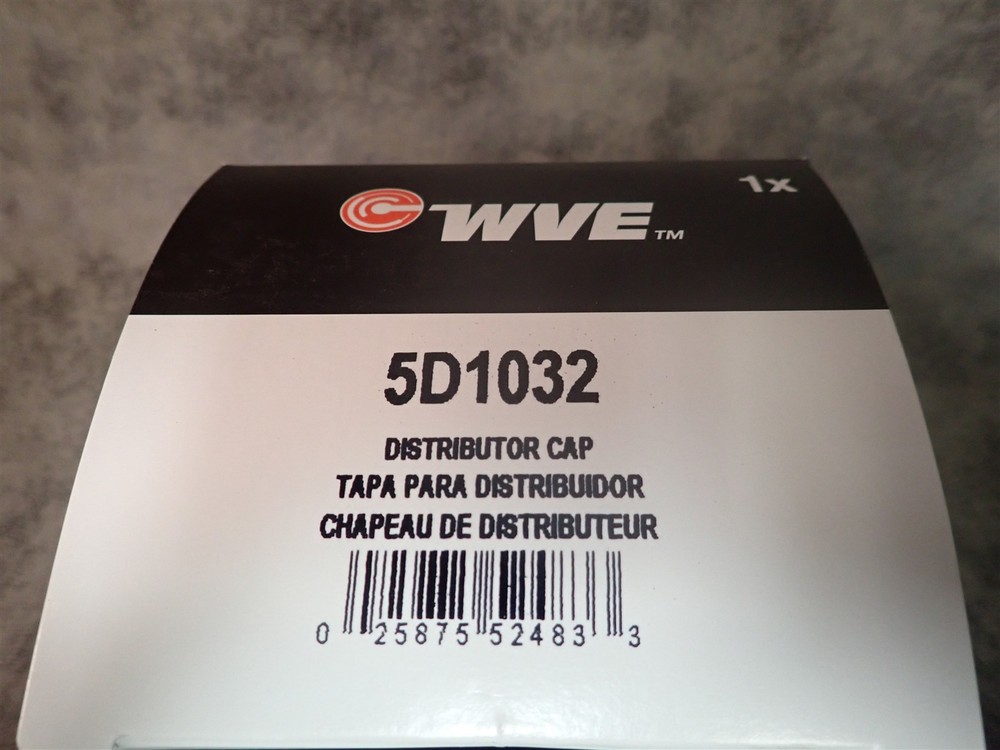 1x
WVE™
5D1032
DISTRIBUTOR CAP
TAPA PARA DISTRIBUIDOR
CHAPEAU DE DISTRIBUTEUR
0 25875 52483 3